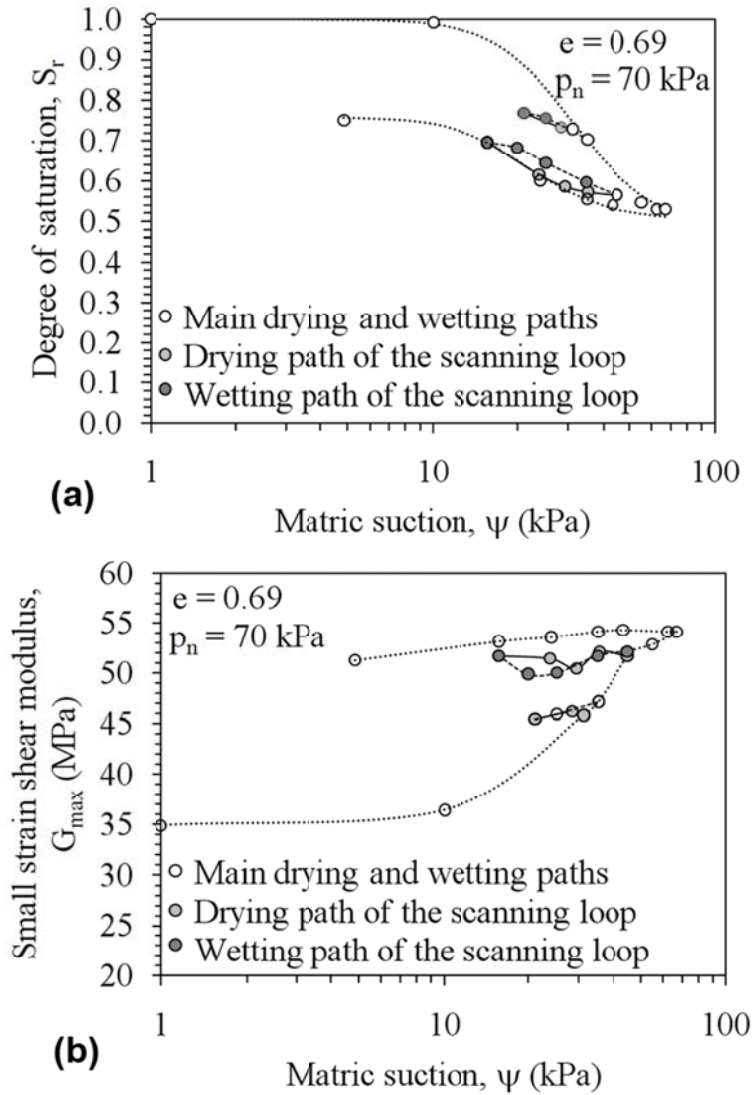 1.0
0.9
0.8
0.7
0.6
0.5
0.4
0.3
0.2
0.1
0.0
Degree of saturation, Sᵣ
e = 0.69
pₙ = 70 kPa
Main drying and wetting paths
Drying path of the scanning loop
Wetting path of the scanning loop
1 10 100
(a)
Matric suction, ψ (kPa)
60
55
50
45
40
35
30
25
20
Small strain shear modulus,
Gₘₐₓ (MPa)
e = 0.69
pₙ = 70 kPa
Main drying and wetting paths
Drying path of the scanning loop
Wetting path of the scanning loop
1 10 100
(b)
Matric suction, ψ (kPa)